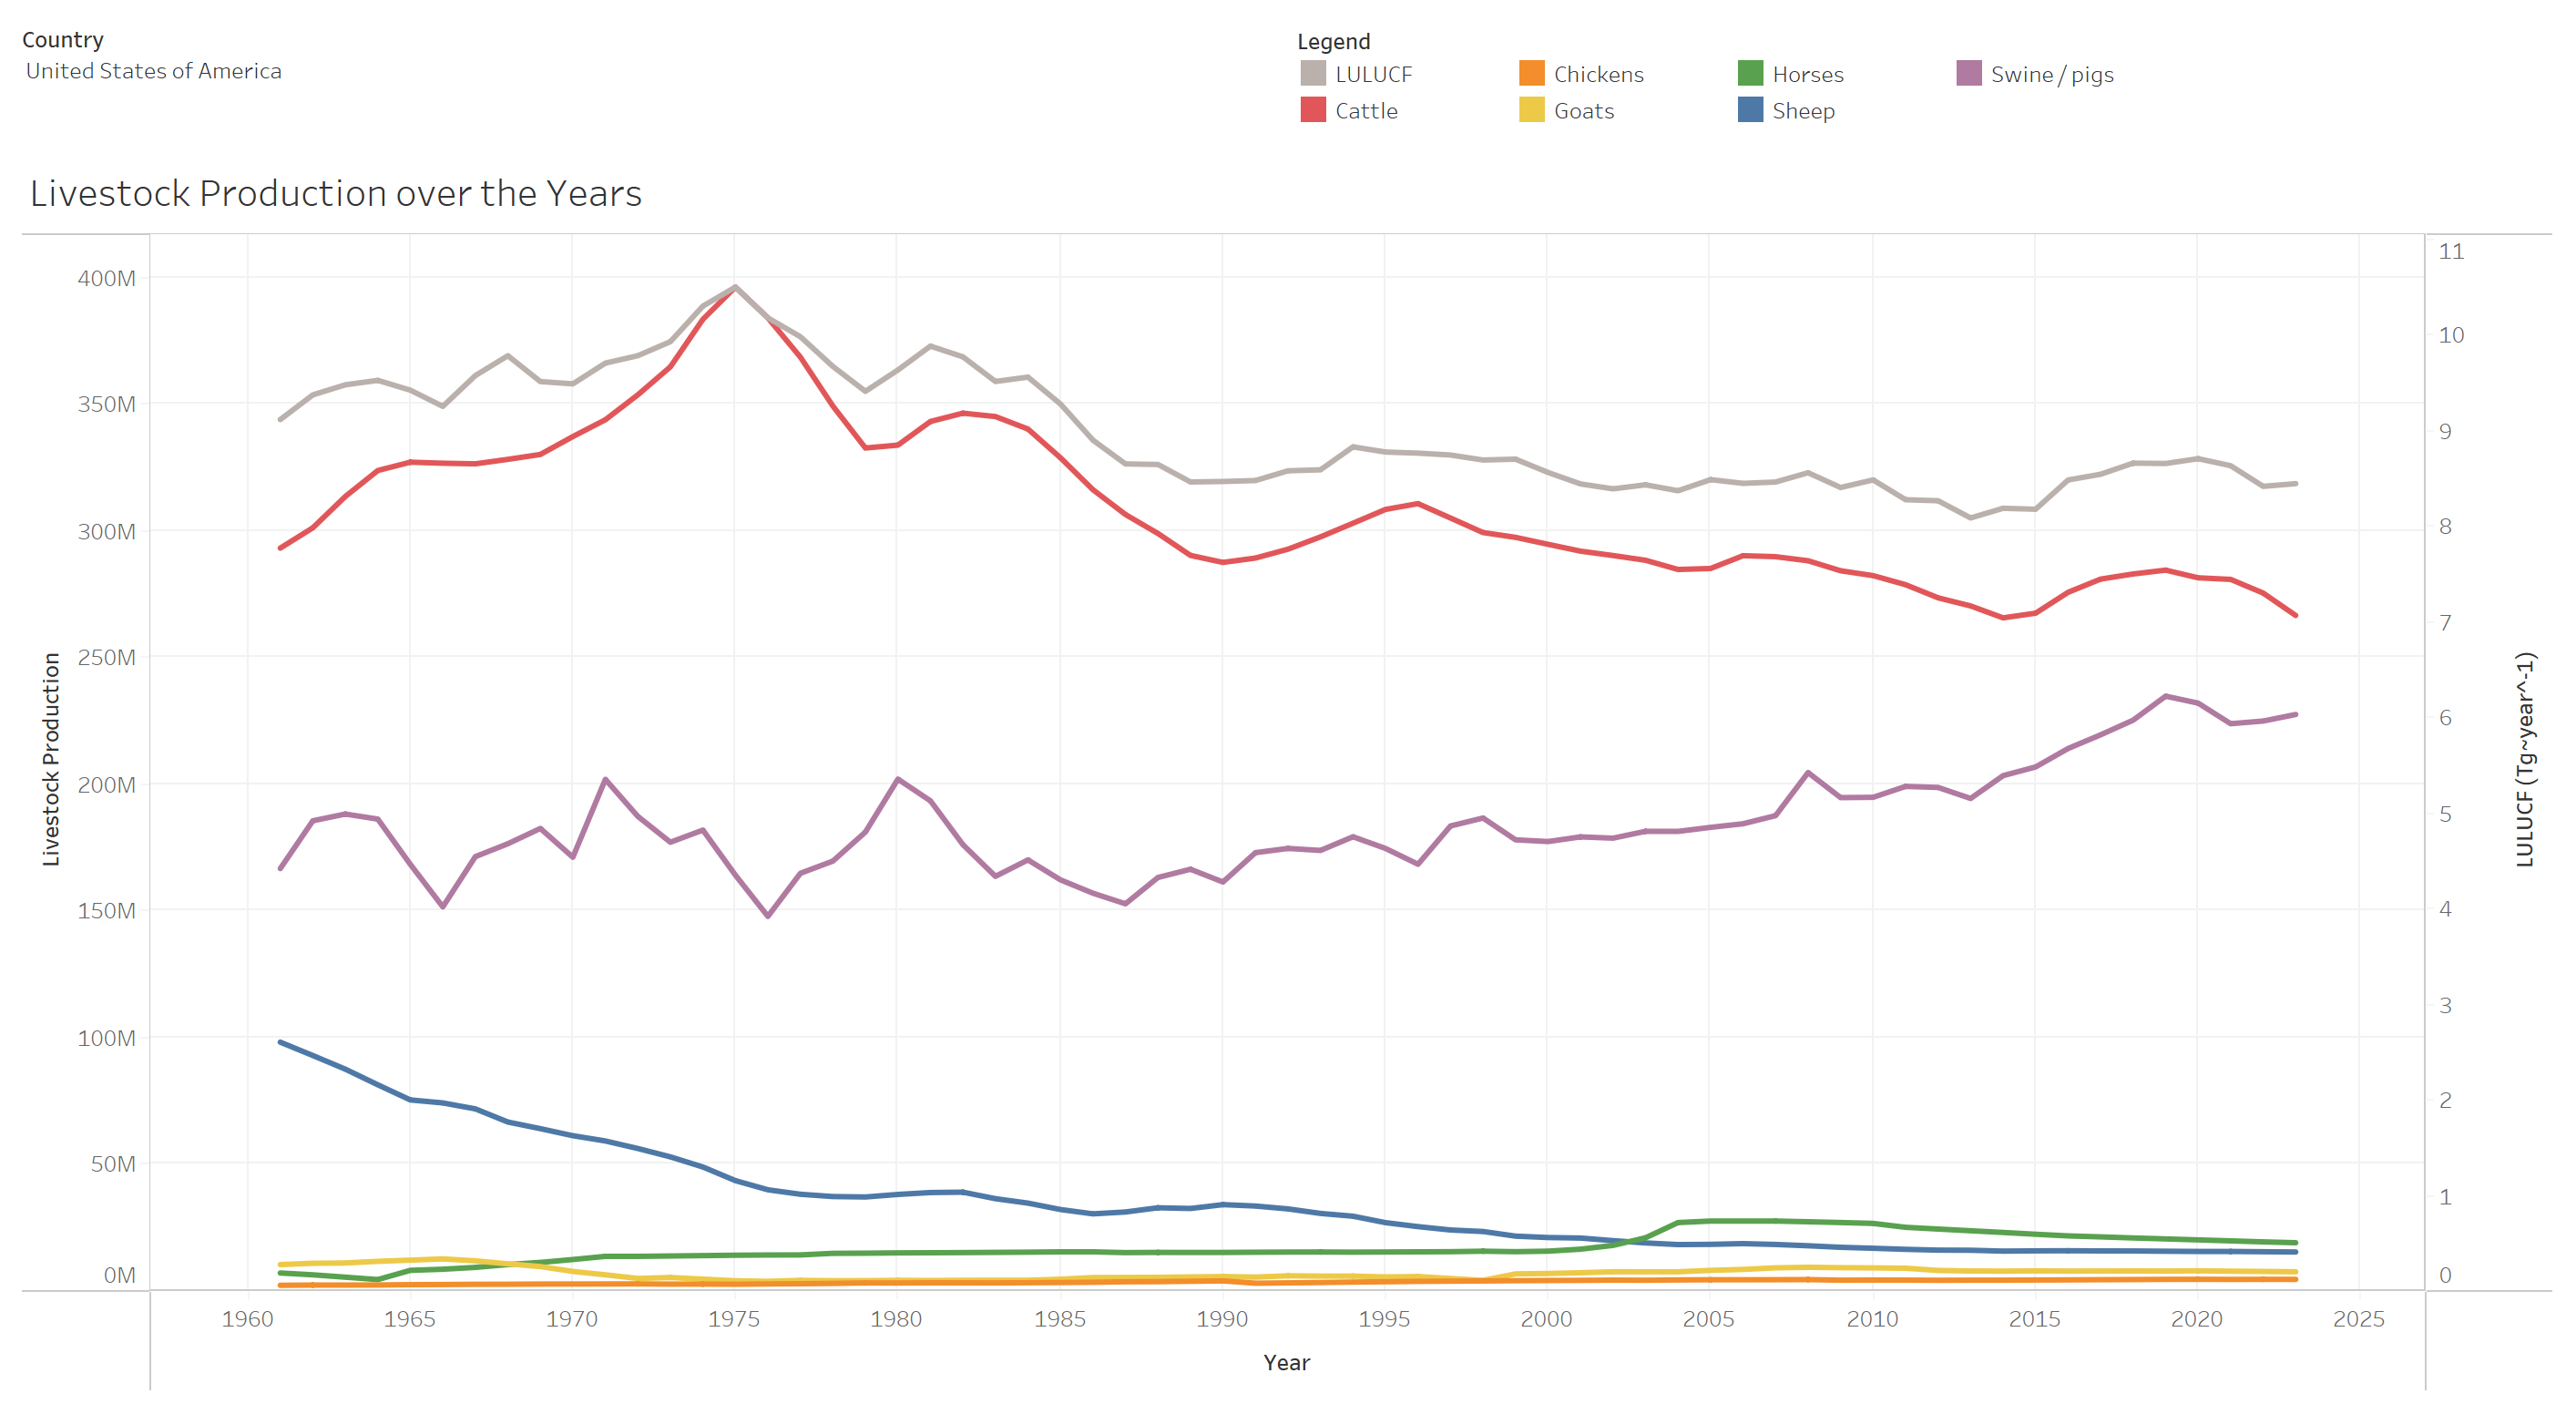 Country
United States of America
Legend
LULUCF
Chickens
Horses
Swine / pigs
Cattle
Goats
Sheep
Livestock Production over the Years
400M
350M
300M
250M
200M
150M
100M
50M
0M
Livestock Production
11
10
9
8
7
6
5
4
3
2
1
0
LULUCF (Tg~year^-1)
1960 1965 1970 1975 1980 1985 1990 1995 2000 2005 2010 2015 2020 2025
Year